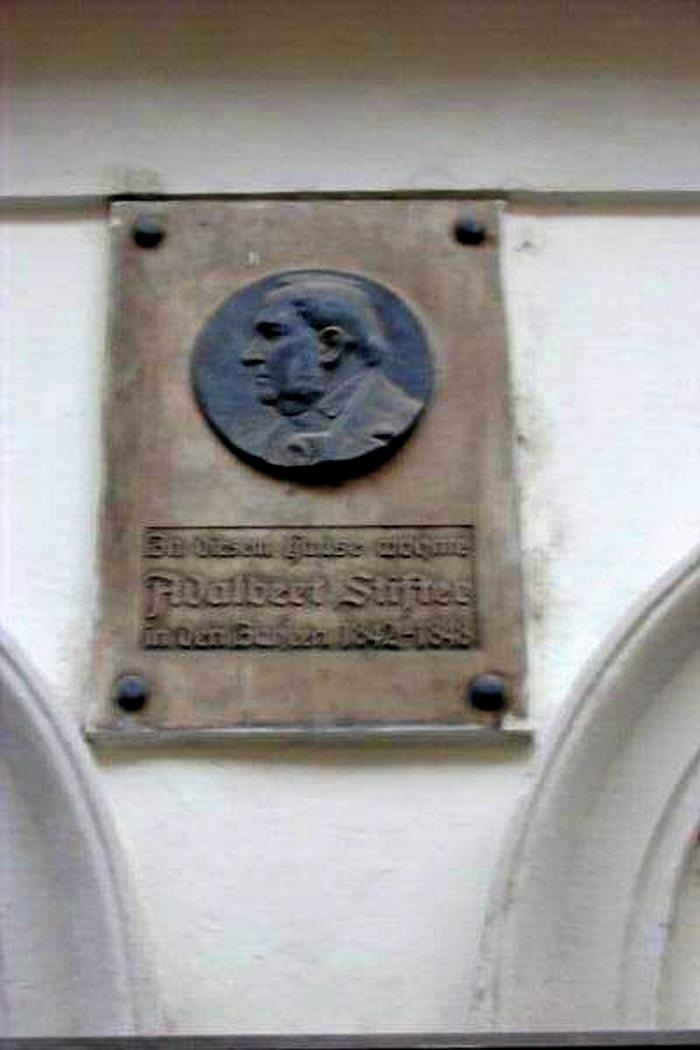 In diesem Hause wohnte
Adalbert Stifter
in den Jahren 1842–1848